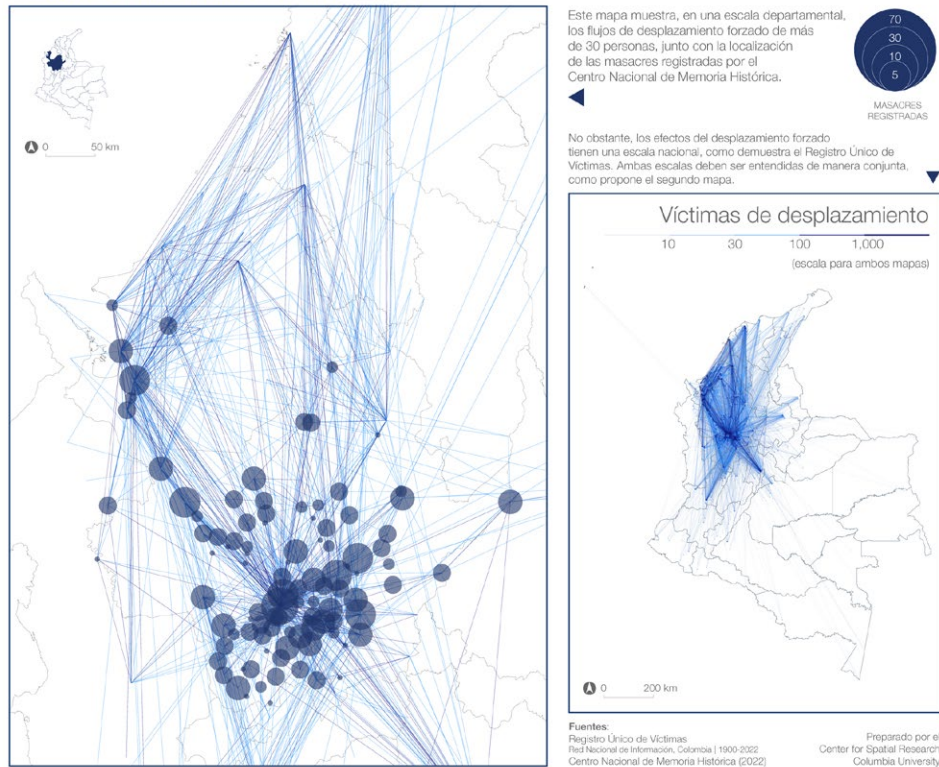 Este mapa muestra, en una escala departamental,
los flujos de desplazamiento forzado de más
de 30 personas, junto con la localización
de las masacres registradas por el
Centro Nacional de Memoria Histórica.
70
30
10
5
MASACRES
REGISTRADAS
0 50 km
No obstante, los efectos del desplazamiento forzado
tienen una escala nacional, como demuestra el Registro Único de
Víctimas. Ambas escalas deben ser entendidas de manera conjunta,
como propone el segundo mapa.
Víctimas de desplazamiento
10 30 100 1,000
(escala para ambos mapas)
0 200 km
Fuentes:
Registro Único de Víctimas
Red Nacional de Información, Colombia | 1900-2022
Centro Nacional de Memoria Histórica (2022)
Preparado por el
Center for Spatial Research
Columbia University